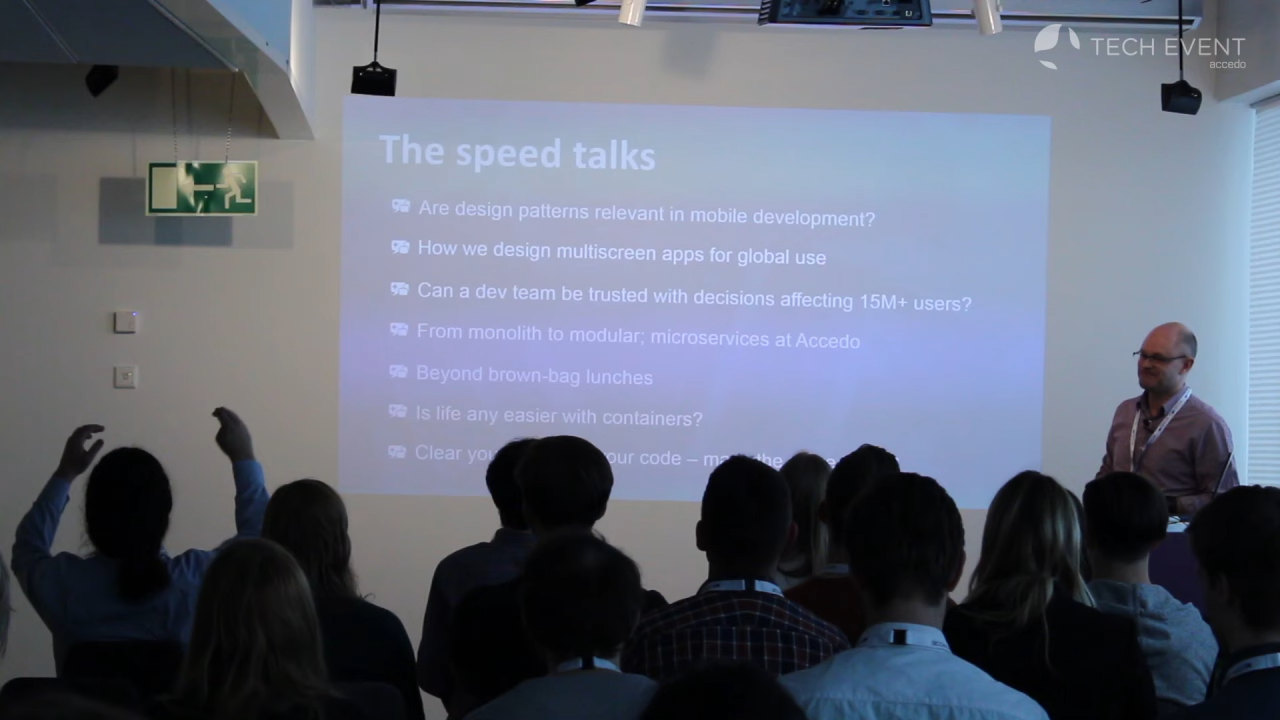 TECH EVENT
accedo
The speed talks
Are design patterns relevant in mobile development?
How we design multiscreen apps for global use
Can a dev team be trusted with decisions affecting 15M+ users?
From monolith to modular; microservices at Accedo
Beyond brown-bag lunches
Is life any easier with containers?
Clear your code – the